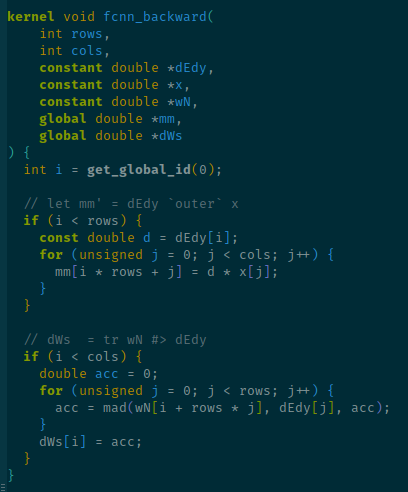 kernel void fcnn_backward(
    int rows,
    int cols,
    constant double *dEdy,
    constant double *x,
    constant double *wN,
    global double *mm,
    global double *dWs
) {
  int i = get_global_id(0);

  // let mm' = dEdy `outer` x
  if (i < rows) {
    const double d = dEdy[i];
    for (unsigned j = 0; j < cols; j++) {
      mm[i * rows + j] = d * x[j];
    }
  }

  // dWs  = tr wN #> dEdy
  if (i < cols) {
    double acc = 0;
    for (unsigned j = 0; j < rows; j++) {
      acc = mad(wN[i + rows * j], dEdy[j], acc);
    }
    dWs[i] = acc;
  }
}